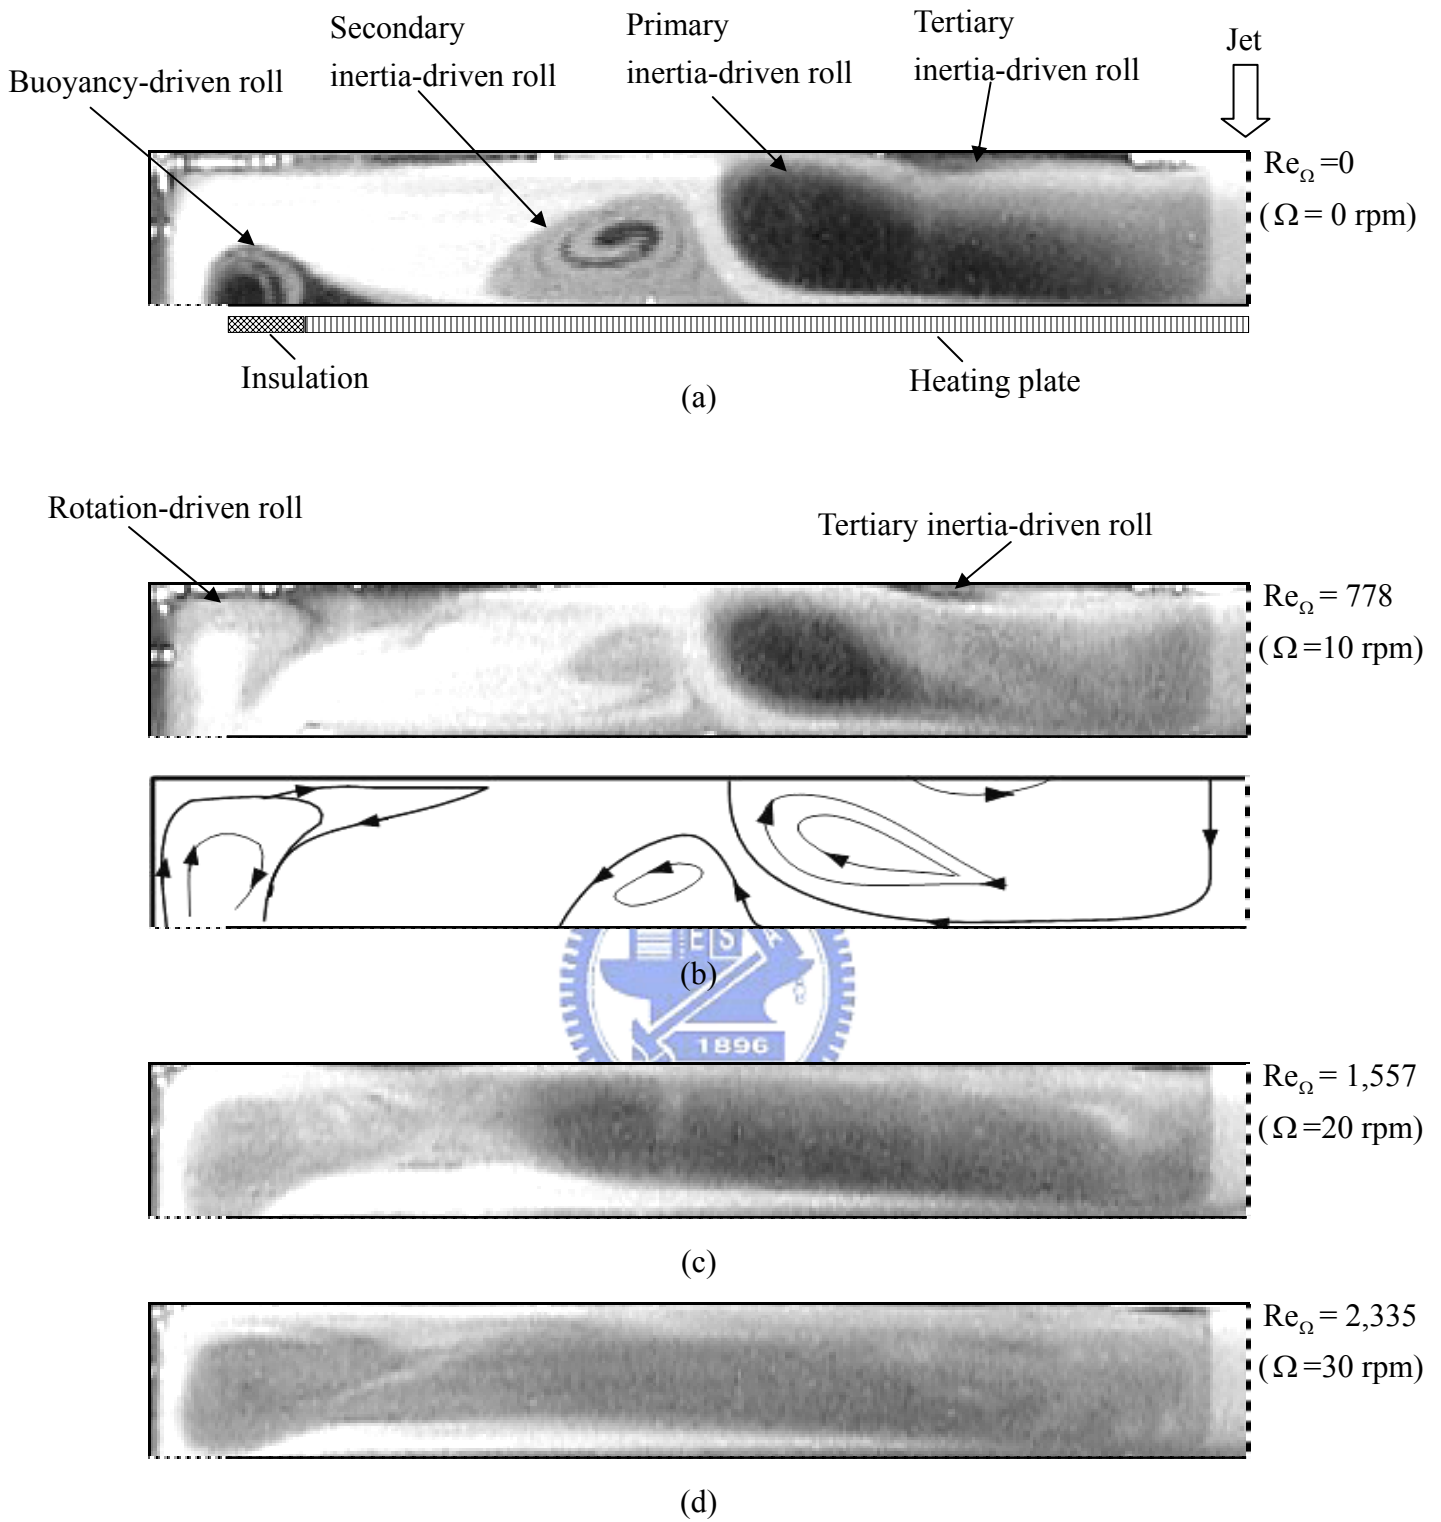 Secondary
inertia-driven roll
Primary
inertia-driven roll
Tertiary
inertia-driven roll
Jet
Buoyancy-driven roll
Re_Ω =0
(Ω= 0 rpm)
Insulation
Heating plate
(a)
Rotation-driven roll
Tertiary inertia-driven roll
Re_Ω = 778
(Ω=10 rpm)
E S
(b)
1896
Re_Ω = 1,557
(Ω=20 rpm)
(c)
Re_Ω = 2,335
(Ω=30 rpm)
(d)